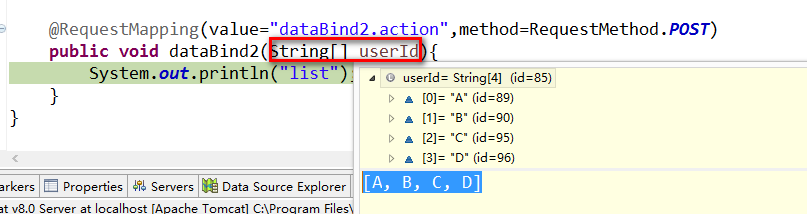 @RequestMapping(value="dataBind2.action",method=RequestMethod.POST)
public void dataBind2(String[] userId){
System.out.println("list")
}
}
userId= String[4] (id=85)
[0]= "A" (id=89)
[1]= "B" (id=90)
[2]= "C" (id=95)
[3]= "D" (id=96)
[A, B, C, D]
arkers Properties Servers Data Source Explorer
at v8.0 Server at localhost [Apache Tomcat] C:\Program Files\